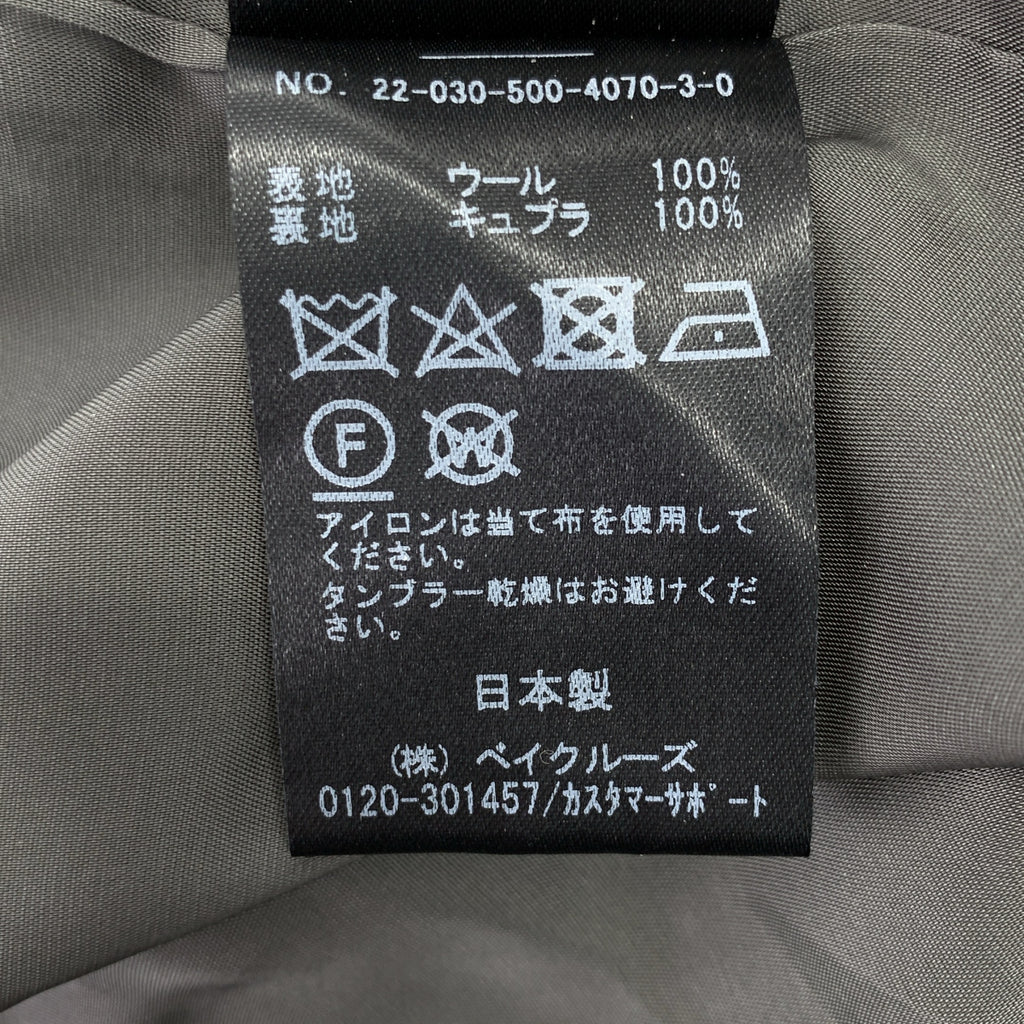 NO. 22-030-500-4070-3-0
表地 ウール 100%
裏地 キュプラ 100%
F W
アイロンは当て布を使用して
ください。
タンブラー乾燥はお避けくだ
さい。
日本製
(株) ベイクルーズ
0120-301457/カスタマーサポート